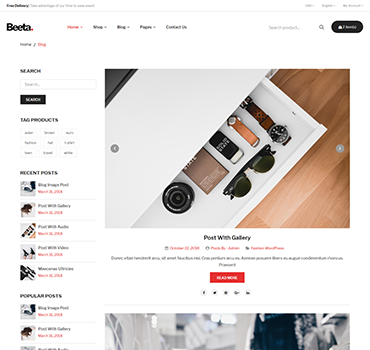 Free Delivery: Take advantage of our time to save event
USD English My Account
Beeta.
Home Shop Blog Pages Contact Us
Search product...
2 item(s)
Home // Blog
SEARCH
Search...
SEARCH
TAG PRODUCTS
asian brown euro
fashion hat t-shirt
teen travel white
RECENT POSTS
Blog Image Post
March 16, 2018
Post With Gallery
March 16, 2018
Post With Audio
March 16, 2018
Post With Video
March 16, 2018
Maecenas Ultricies
March 16, 2018
POPULAR POSTS
Blog Image Post
March 16, 2018
Post With Gallery
March 16, 2018
Post With Audio
Post With Gallery
October 22, 2018 Posts By : Admin Fashion WordPress
Donec vitae hendrerit arcu, sit amet faucibus nisl. Cras pretium arcu ex. Aenean posuere libero eu augue condimentum rhoncus.
Praesent
READ MORE